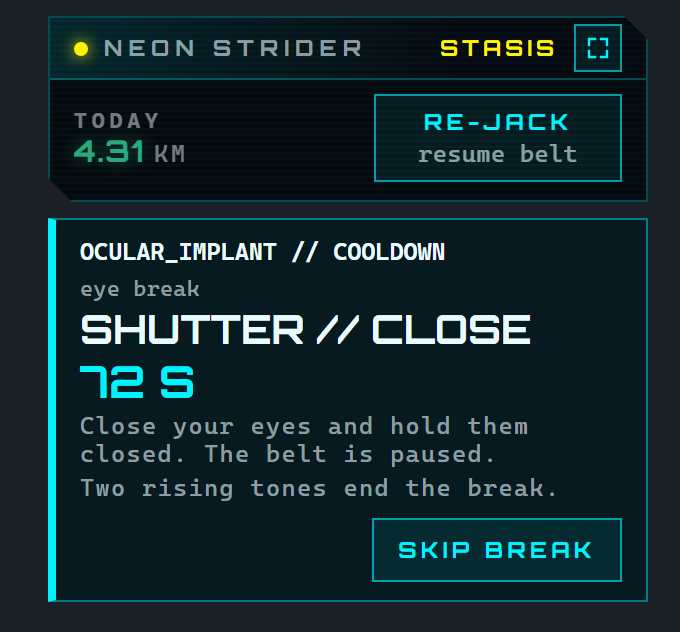 NEON STRIDER
STASIS
TODAY
4.31 KM
RE-JACK
resume belt
OCULAR_IMPLANT // COOLDOWN
eye break
SHUTTER // CLOSE
72 S
Close your eyes and hold them
closed. The belt is paused.
Two rising tones end the break.
SKIP BREAK